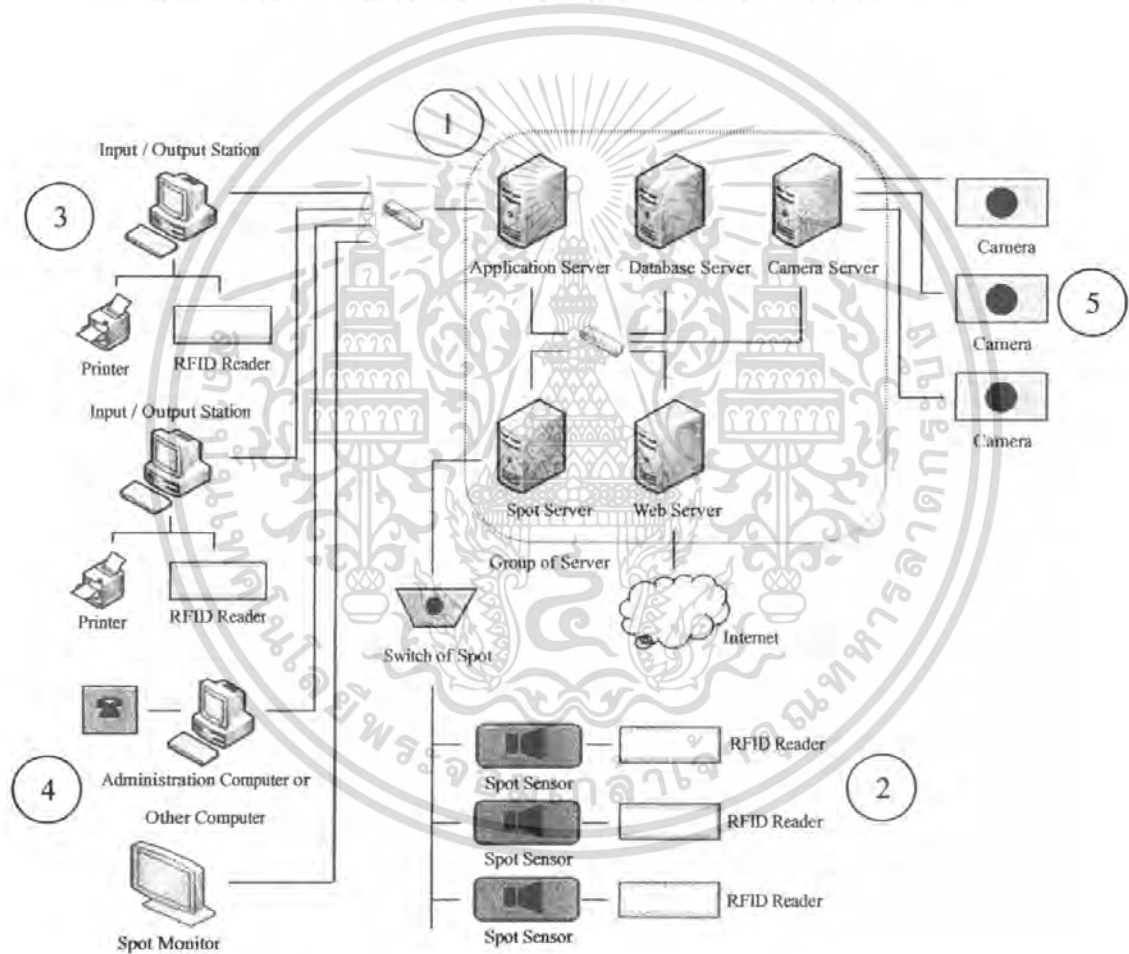 1
Input / Output Station
3
Application Server
Database Server
Camera Server
Camera
5
Camera
Camera
Printer
RFID Reader
Input / Output Station
Spot Server
Web Server
Group of Server
Printer
RFID Reader
Switch of Spot
Internet
4
Administration Computer or
Other Computer
Spot Monitor
Spot Sensor
RFID Reader
2
Spot Sensor
RFID Reader
Spot Sensor
RFID Reader